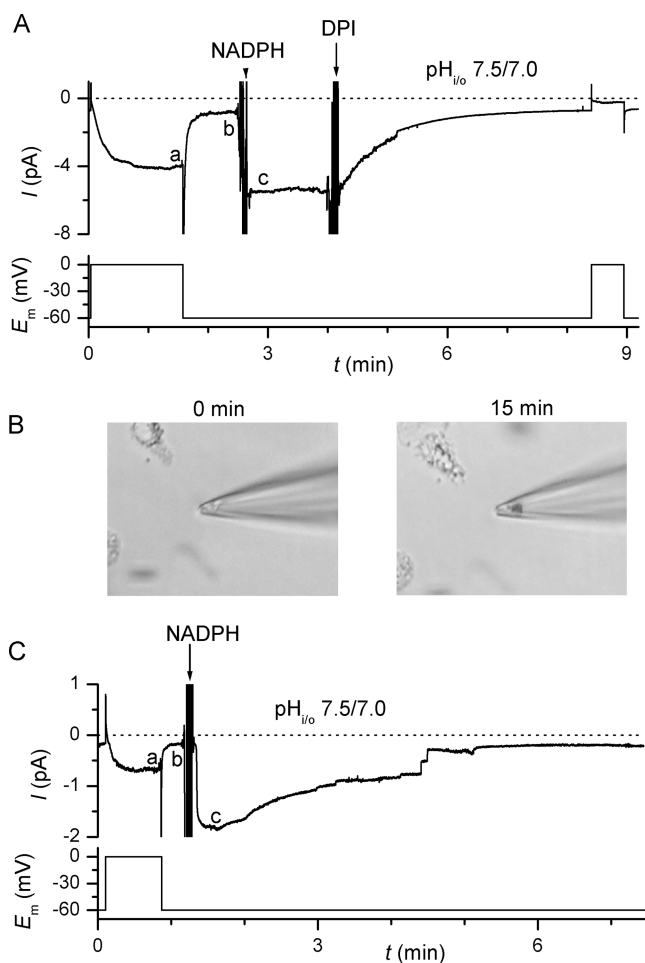 A
NADPH
DPI
pHi/o 7.5/7.0
0
-4
-8
I (pA)
a
b
c
0
-30
-60
Em (mV)
0
3
6
9
t (min)
B
0 min
15 min
C
NADPH
pHi/o 7.5/7.0
1
0
-1
-2
I (pA)
a
b
c
0
-30
-60
Em (mV)
0
3
6
t (min)